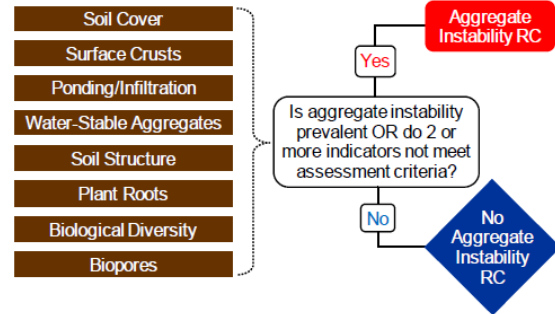 Soil Cover
Surface Crusts
Ponding/Infiltration
Water-Stable Aggregates
Soil Structure
Plant Roots
Biological Diversity
Biopores
Aggregate
Instability RC
Yes
Is aggregate instability
prevalent OR do 2 or
more indicators not meet
assessment criteria?
No
No
Aggregate
Instability
RC